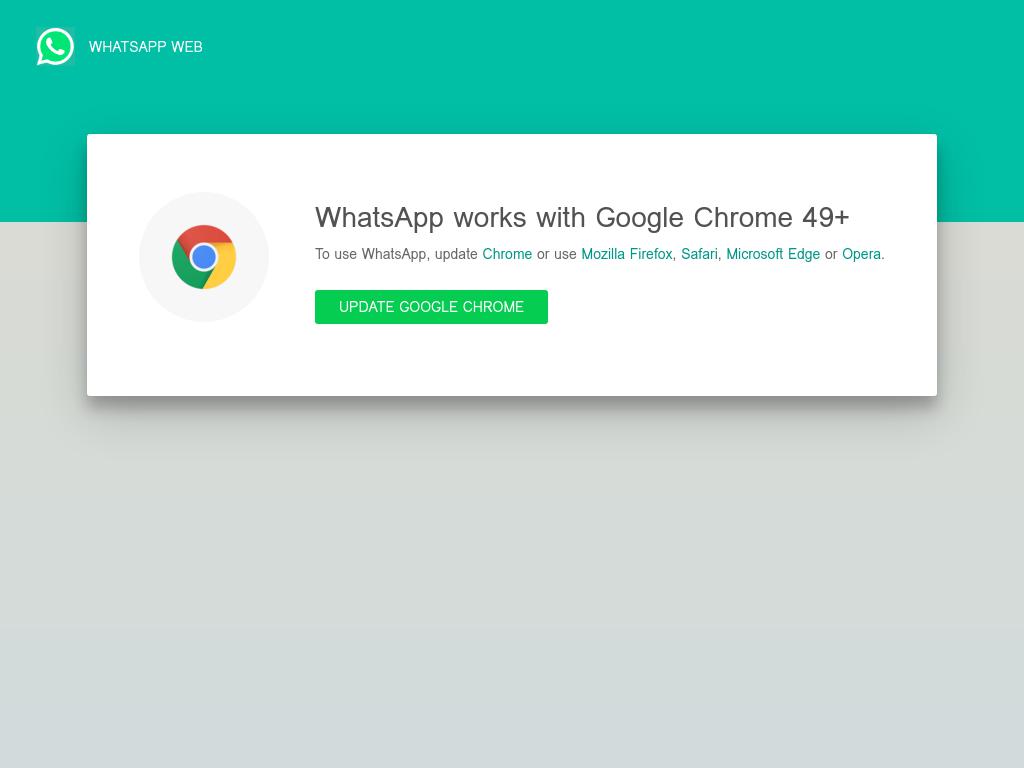 WHATSAPP WEB
WhatsApp works with Google Chrome 49+
To use WhatsApp, update Chrome or use Mozilla Firefox, Safari, Microsoft Edge or Opera.
UPDATE GOOGLE CHROME